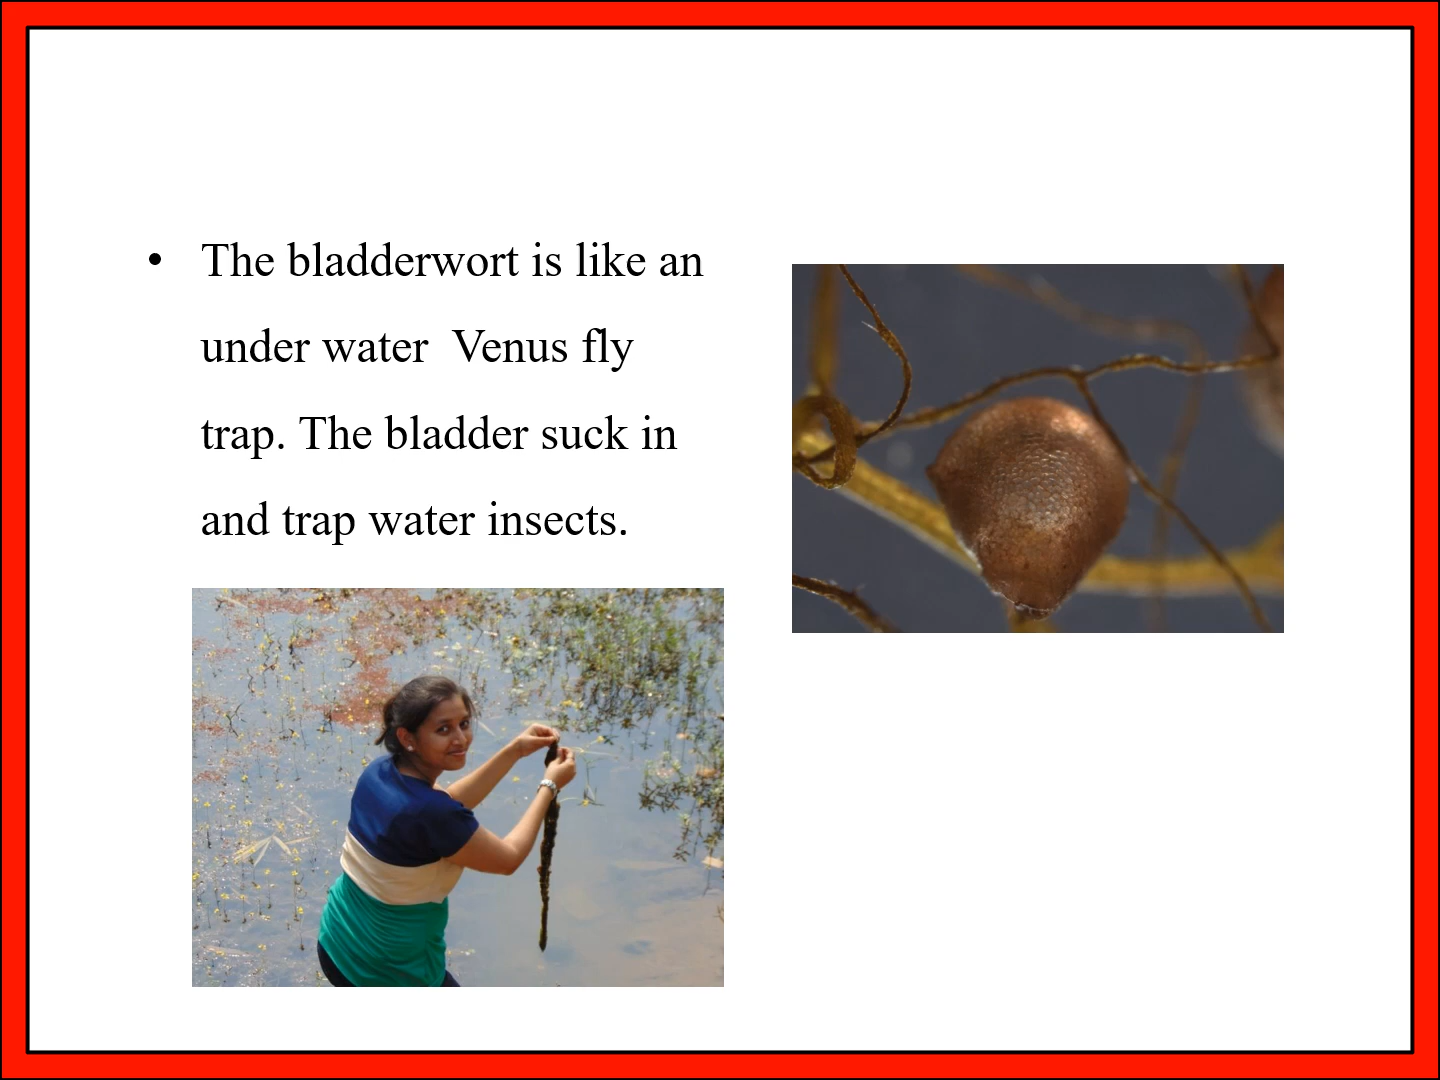 • The bladderwort is like an
under water  Venus fly
trap. The bladder suck in
and trap water insects.